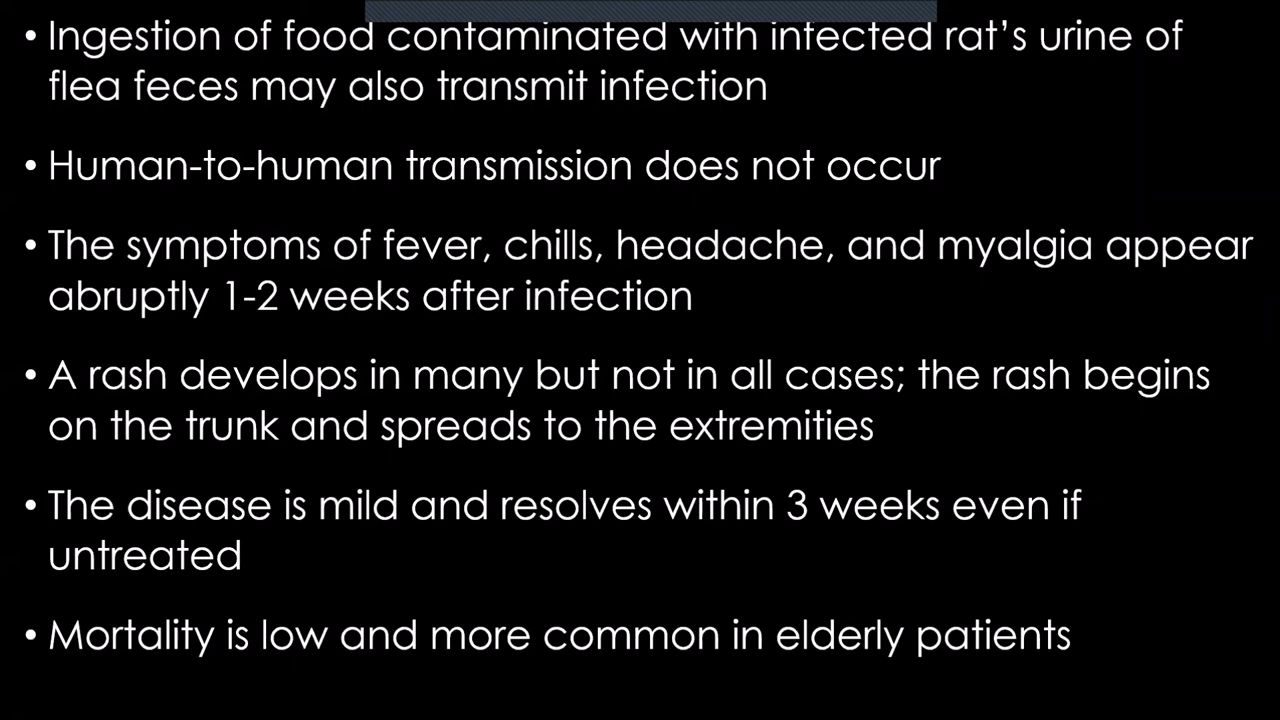 • Ingestion of food contaminated with infected rat's urine of
flea feces may also transmit infection
• Human-to-human transmission does not occur
• The symptoms of fever, chills, headache, and myalgia appear
abruptly 1-2 weeks after infection
• A rash develops in many but not in all cases; the rash begins
on the trunk and spreads to the extremities
• The disease is mild and resolves within 3 weeks even if
untreated
• Mortality is low and more common in elderly patients